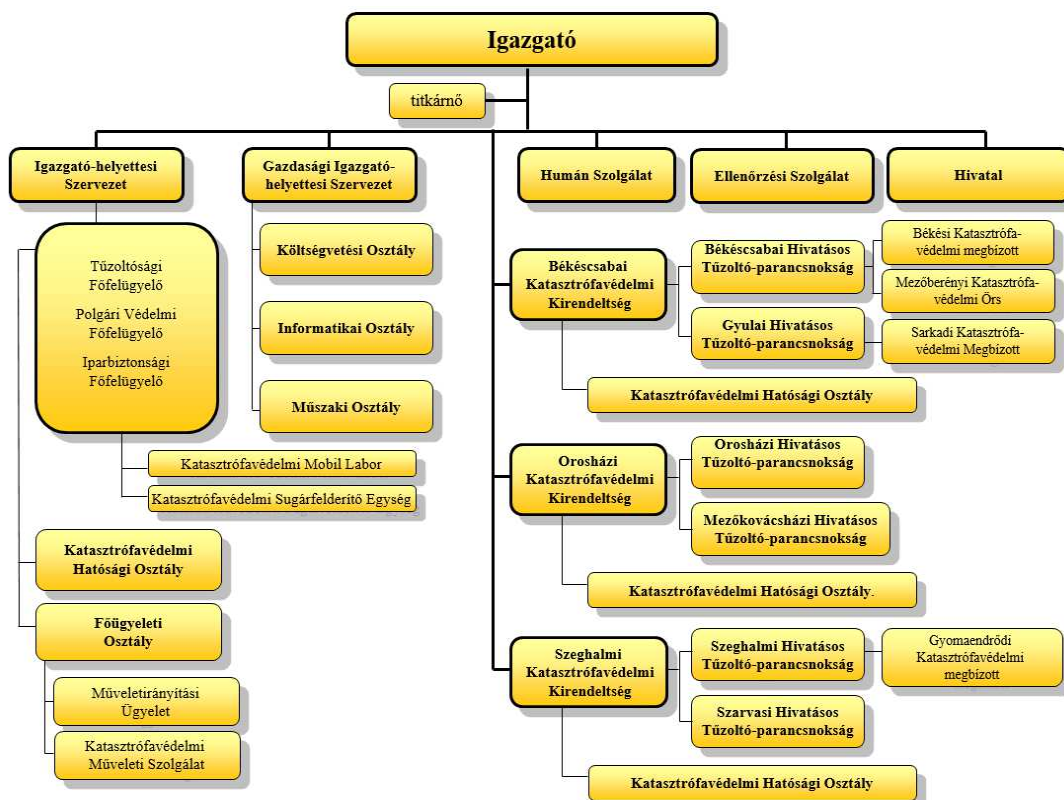 Igazgató
titkárnő
Igazgató-helyettesi
Szervezet
Gazdasági Igazgató-
helyettesi Szervezet
Humán Szolgálat
Ellenőrzési Szolgálat
Hivatal
Tűzoltósági
Főfelügyelő
Polgári Védelmi
Főfelügyelő
Iparbiztonsági
Főfelügyelő
Katasztrófavédelmi Mobil Labor
Katasztrófavédelmi Sugárfelderítő Egység
Katasztrófavédelmi
Hatósági Osztály
Főügyeleti
Osztály
Műveletirányítási
Ügyelet
Katasztrófavédelmi
Műveleti Szolgálat
Költségvetési Osztály
Informatikai Osztály
Műszaki Osztály
Békéscsabai
Katasztrófavédelmi
Kirendeltség
Békéscsabai Hivatásos
Tűzoltó-parancsnokság
Békési Katasztrófa-
védelmi megbízott
Mezőberényi Katasztrófa-
védelmi Őrs
Gyulai Hivatásos
Tűzoltó-parancsnokság
Sarkadi Katasztrófa-
védelmi Megbízott
Katasztrófavédelmi Hatósági Osztály
Orosházi
Katasztrófavédelmi
Kirendeltség
Orosházi Hivatásos
Tűzoltó-parancsnokság
Mezőkovácsházi Hivatásos
Tűzoltó-parancsnokság
Katasztrófavédelmi Hatósági Osztály.
Szeghalmi
Katasztrófavédelmi
Kirendeltség
Szeghalmi Hivatásos
Tűzoltó-parancsnokság
Gyomaendrődi
Katasztrófavédelmi
megbízott
Szarvasi Hivatásos
Tűzoltó-parancsnokság
Katasztrófavédelmi Hatósági Osztály